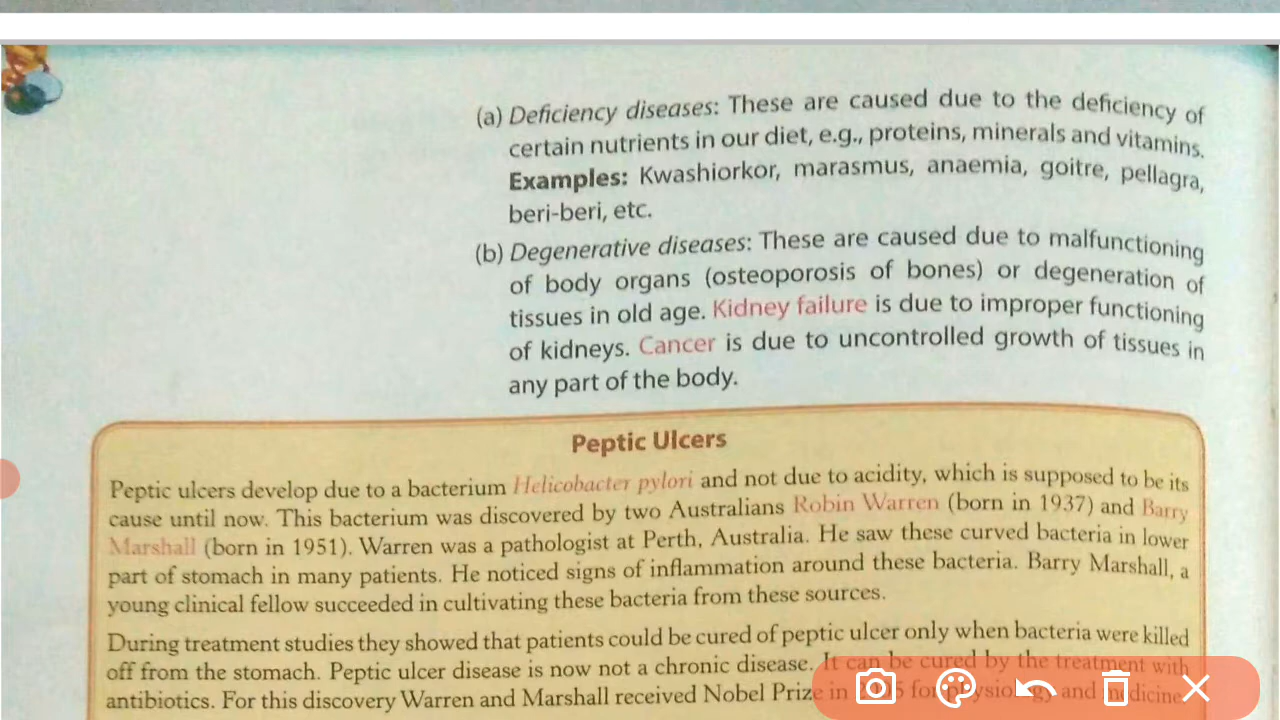 (a) Deficiency diseases: These are caused due to the deficiency of
certain nutrients in our diet, e.g., proteins, minerals and vitamins.
Examples: Kwashiorkor, marasmus, anaemia, goitre, pellagra,
beri-beri, etc.
(b) Degenerative diseases: These are caused due to malfunctioning
of body organs (osteoporosis of bones) or degeneration of
tissues in old age. Kidney failure is due to improper functioning
of kidneys. Cancer is due to uncontrolled growth of tissues in
any part of the body.
Peptic Ulcers
Peptic ulcers develop due to a bacterium Helicobacter pylori and not due to acidity, which is supposed to be its
cause until now. This bacterium was discovered by two Australians Robin Warren (born in 1937) and Barry
Marshall (born in 1951). Warren was a pathologist at Perth, Australia. He saw these curved bacteria in lower
part of stomach in many patients. He noticed signs of inflammation around these bacteria. Barry Marshall, a
young clinical fellow succeeded in cultivating these bacteria from these sources.
During treatment studies they showed that patients could be cured of peptic ulcer only when bacteria were killed
off from the stomach. Peptic ulcer disease is now not a chronic disease. It can be cured by the treatment with
antibiotics. For this discovery Warren and Marshall received Nobel Prize in for and